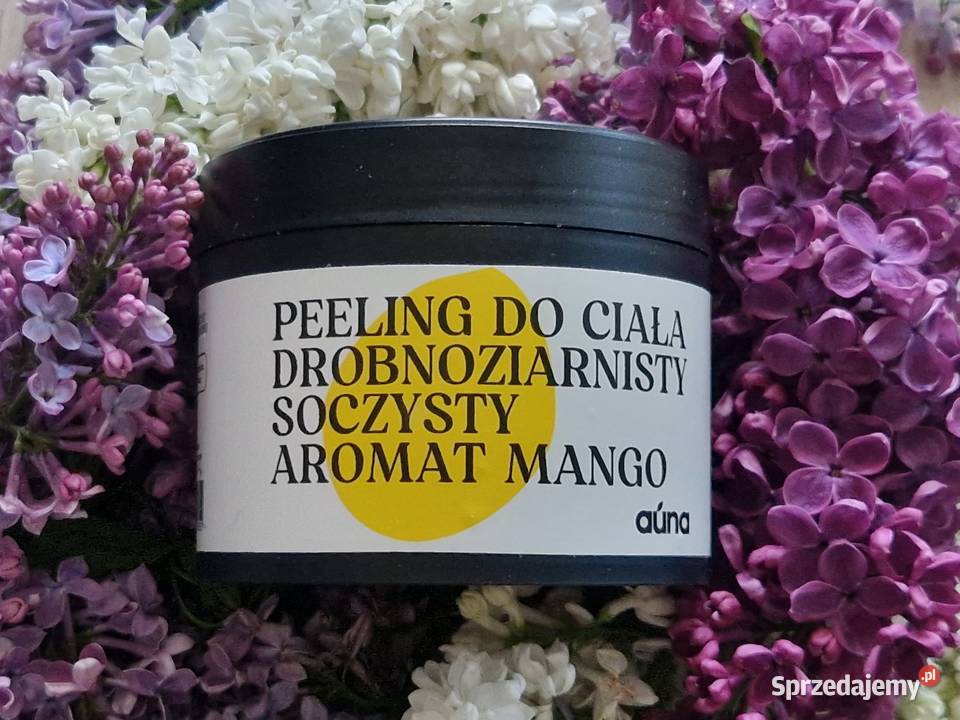 PEELING DO CIAŁA
DROBNOZIARNISTY
SOCZYSTY
AROMAT MANGO
aúna
Sprzedajemy.pl